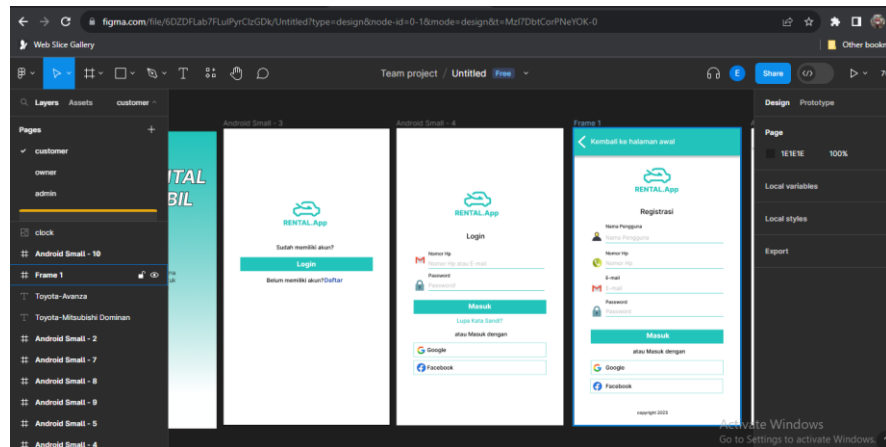 figma.com/file/6DZDFLab7FLulPyrClzGDk/Untitled?type=design&node-id=0-1&mode=design&t=Mzl7DbtCorPNeYOK-0
Web Slice Gallery
Other bookm
Team project / Untitled Free
E
Share
Layers Assets customer
Design Prototype
Pages
customer
owner
admin
clock
Android Small - 10
Frame 1
Toyota-Avanza
Toyota-Mitsubishi Dominan
Android Small - 2
Android Small - 7
Android Small - 8
Android Small - 9
Android Small - 5
Android Small - 4
ITAL
BIL
Android Small - 3
RENTAL.App
Sudah memiliki akun?
Login
Belum memiliki akun?Daftar
Android Small - 4
RENTAL.App
Login
Nomor Hp
Nomor Hp atau E-mail
Password
Password
Masuk
Lupa Kata Sandi?
atau Masuk dengan
Google
Facebook
Frame 1
Kembali ke halaman awal
RENTAL.App
Registrasi
Nama Pengguna
Nama Pengguna
Nomor Hp
Nomor Hp
E-mail
E-mail
Password
Password
Masuk
atau Masuk dengan
Google
Facebook
copyright 2023
Page
1E1E1E 100%
Local variables
Local styles
Export
Activate Windows
Go to Settings to activate Windows.